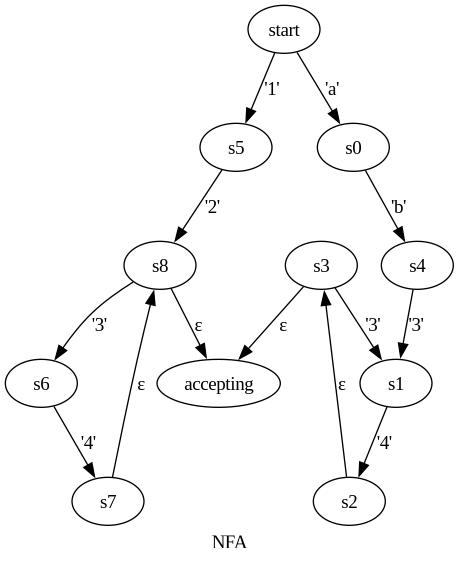 start
'1'
'a'
s5
s0
'2'
'b'
s8
s3
s4
'3'
ε
ε
'3'
'3'
s6
accepting
s1
ε
ε
'4'
'4'
s7
s2
NFA